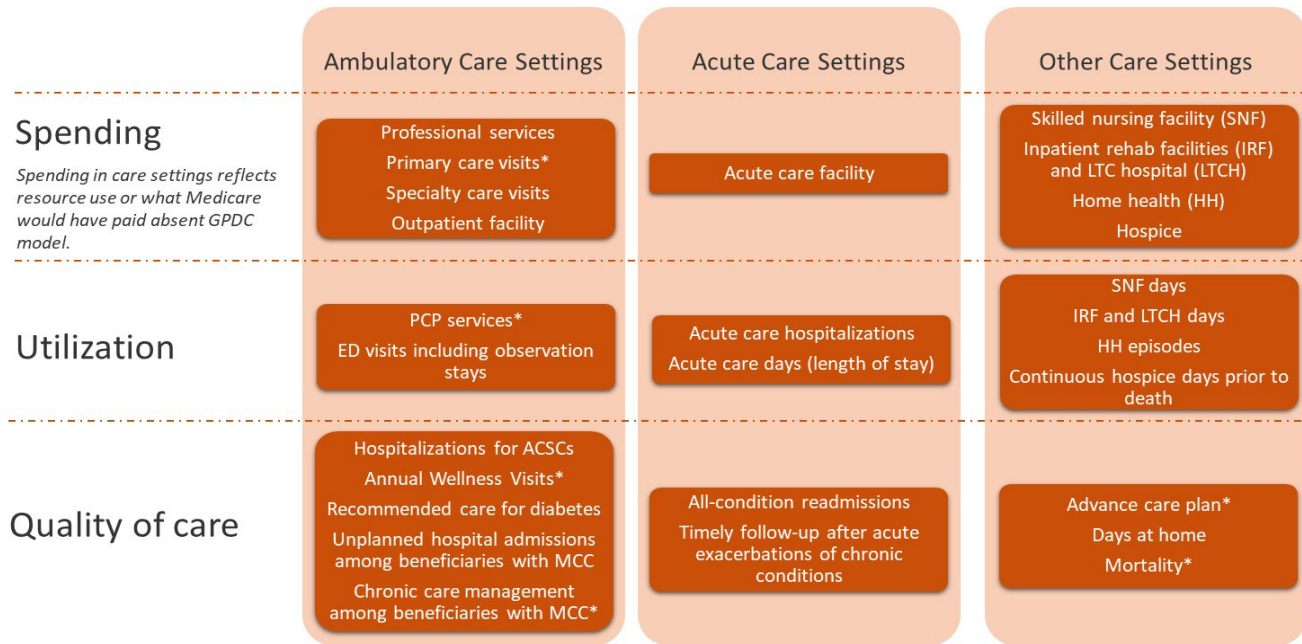 Ambulatory Care Settings
Acute Care Settings
Other Care Settings
Spending
Spending in care settings reflects
resource use or what Medicare
would have paid absent GPDC
model.
Professional services
Primary care visits*
Specialty care visits
Outpatient facility
Acute care facility
Skilled nursing facility (SNF)
Inpatient rehab facilities (IRF)
and LTC hospital (LTCH)
Home health (HH)
Hospice
Utilization
PCP services*
ED visits including observation
stays
Acute care hospitalizations
Acute care days (length of stay)
SNF days
IRF and LTCH days
HH episodes
Continuous hospice days prior to
death
Quality of care
Hospitalizations for ACSCs
Annual Wellness Visits*
Recommended care for diabetes
Unplanned hospital admissions
among beneficiaries with MCC
Chronic care management
among beneficiaries with MCC*
All-condition readmissions
Timely follow-up after acute
exacerbations of chronic
conditions
Advance care plan*
Days at home
Mortality*